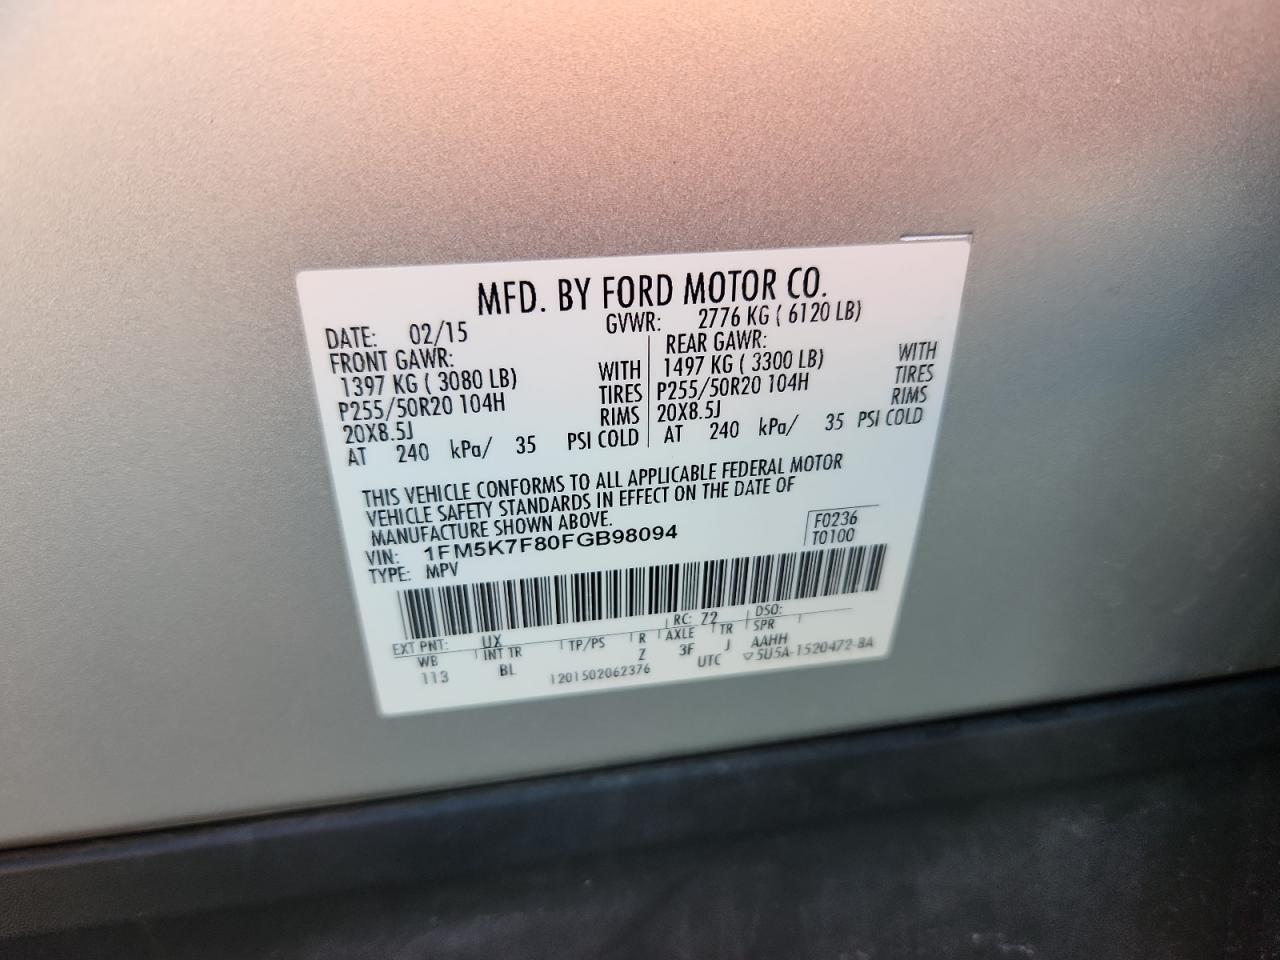 MFD. BY FORD MOTOR CO.
DATE: 02/15 GVWR: 2776 KG ( 6120 LB)
FRONT GAWR: REAR GAWR:
1397 KG ( 3080 LB) WITH 1497 KG ( 3300 LB) WITH
P255/50R20 104H TIRES P255/50R20 104H TIRES
20X8.5J RIMS 20X8.5J RIMS
AT 240 kPa/ 35 PSI COLD AT 240 kPa/ 35 PSI COLD
THIS VEHICLE CONFORMS TO ALL APPLICABLE FEDERAL MOTOR
VEHICLE SAFETY STANDARDS IN EFFECT ON THE DATE OF
MANUFACTURE SHOWN ABOVE.
VIN: 1FM5K7F80FGB98094 F0236
TYPE: MPV T0100
EXT PNT: UX RC: 72 DSO:
WB INT TR TP/PS R AXLE TR SPR
113 BL Z 3F J AAHH
1201502062376 UTC ▽5U5A-1520472-BA